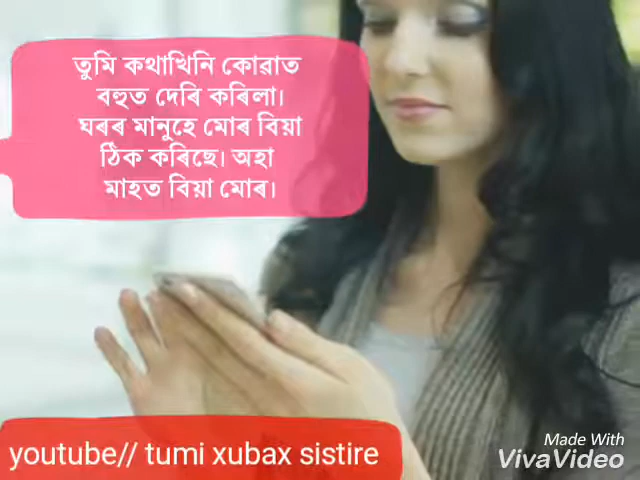 তুমি কথাখিনি কোৱাত
বহুত দেৰি কৰিলা।
ঘৰৰ মানুহে মোৰ বিয়া
ঠিক কৰিছে। অহা
মাহত বিয়া মোৰ।
youtube// tumi xubax sistire
Made With
VivaVideo